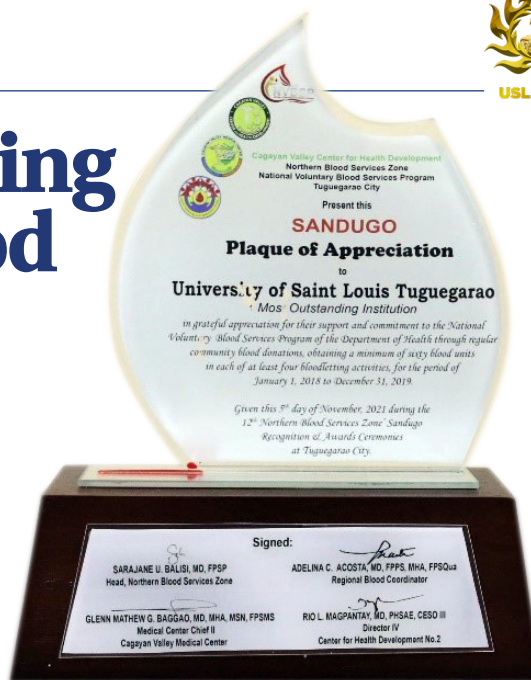 USL
ing
od
NVBSP
Cagayan Valley Center for Health Development
Northern Blood Services Zone
National Voluntary Blood Services Program
Tuguegarao City
Present this
SANDUGO
Plaque of Appreciation
to
University of Saint Louis Tuguegarao
Most Outstanding Institution
in grateful appreciation for their support and commitment to the National
Voluntary Blood Services Program of the Department of Health through regular
community blood donations, obtaining a minimum of sixty blood units
in each of at least four bloodletting activities, for the period of
January 1, 2018 to December 31, 2019.
Given this 5th day of November, 2021 during the
12th Northern Blood Services Zone` Sandugo
Recognition & Awards Ceremonies
at Tuguegarao City.
Signed:
SARAJANE U. BALISI, MD, FPSP
Head, Northern Blood Services Zone
ADELINA C. ACOSTA, MD, FPPS, MHA, FPSQua
Regional Blood Coordinator
GLENN MATHEW G. BAGGAO, MD, MHA, MSN, FPSMS
Medical Center Chief II
Cagayan Valley Medical Center
RIO L. MAGPANTAY, MD, PHSAE, CESO III
Director IV
Center for Health Development No.2